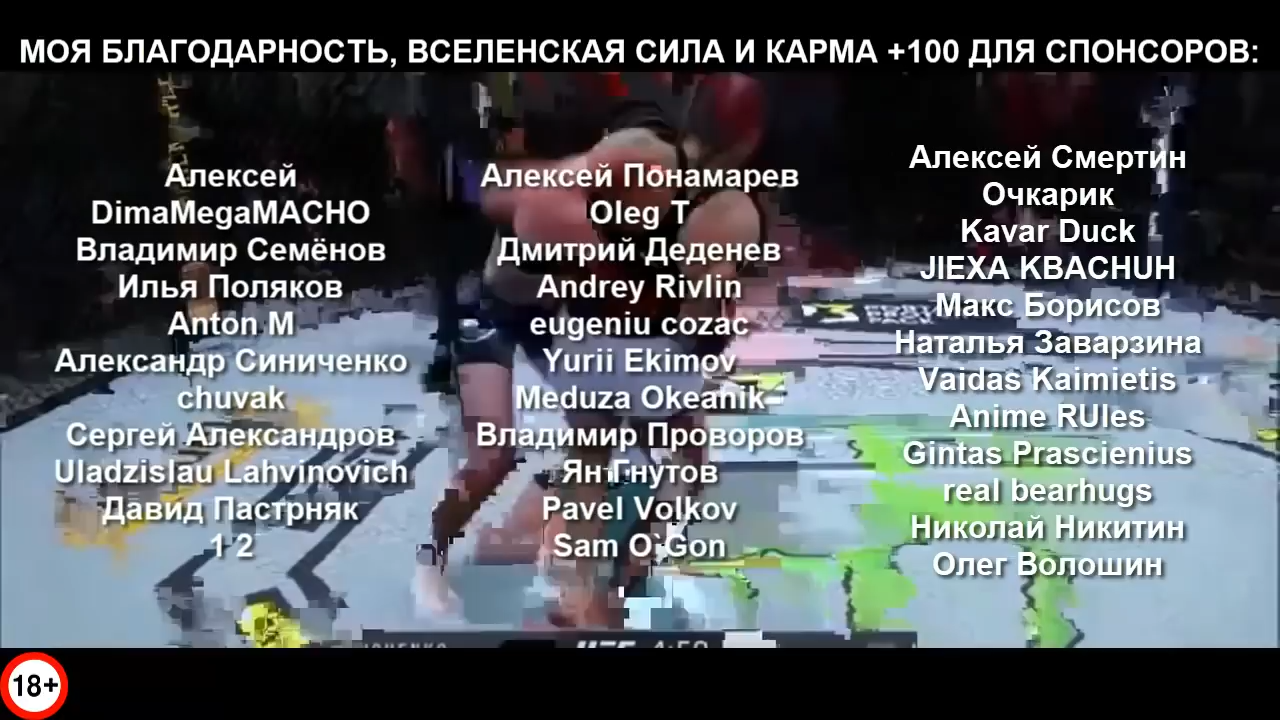 МОЯ БЛАГОДАРНОСТЬ, ВСЕЛЕНСКАЯ СИЛА И КАРМА +100 ДЛЯ СПОНСОРОВ:
Алексей
DimaMegaMACHO
Владимир Семёнов
Илья Поляков
Anton M
Александр Синиченко
chuvak
Сергей Александров
Uladzislau Lahvinovich
Давид Пастрняк
1 2
Алексей Понамарев
Oleg T
Дмитрий Деденев
Andrey Rivlin
eugeniu cozac
Yurii Ekimov
Meduza Okeanik
Владимир Проворов
Ян Гнутов
Pavel Volkov
Sam O`Gon
Алексей Смертин
Очкарик
Kavar Duck
JIEXA KBACHUH
Макс Борисов
Наталья Заварзина
Vaidas Kaimietis
Anime RUles
Gintas Prascienius
real bearhugs
Николай Никитин
Олег Волошин
UFC 4:59
18+